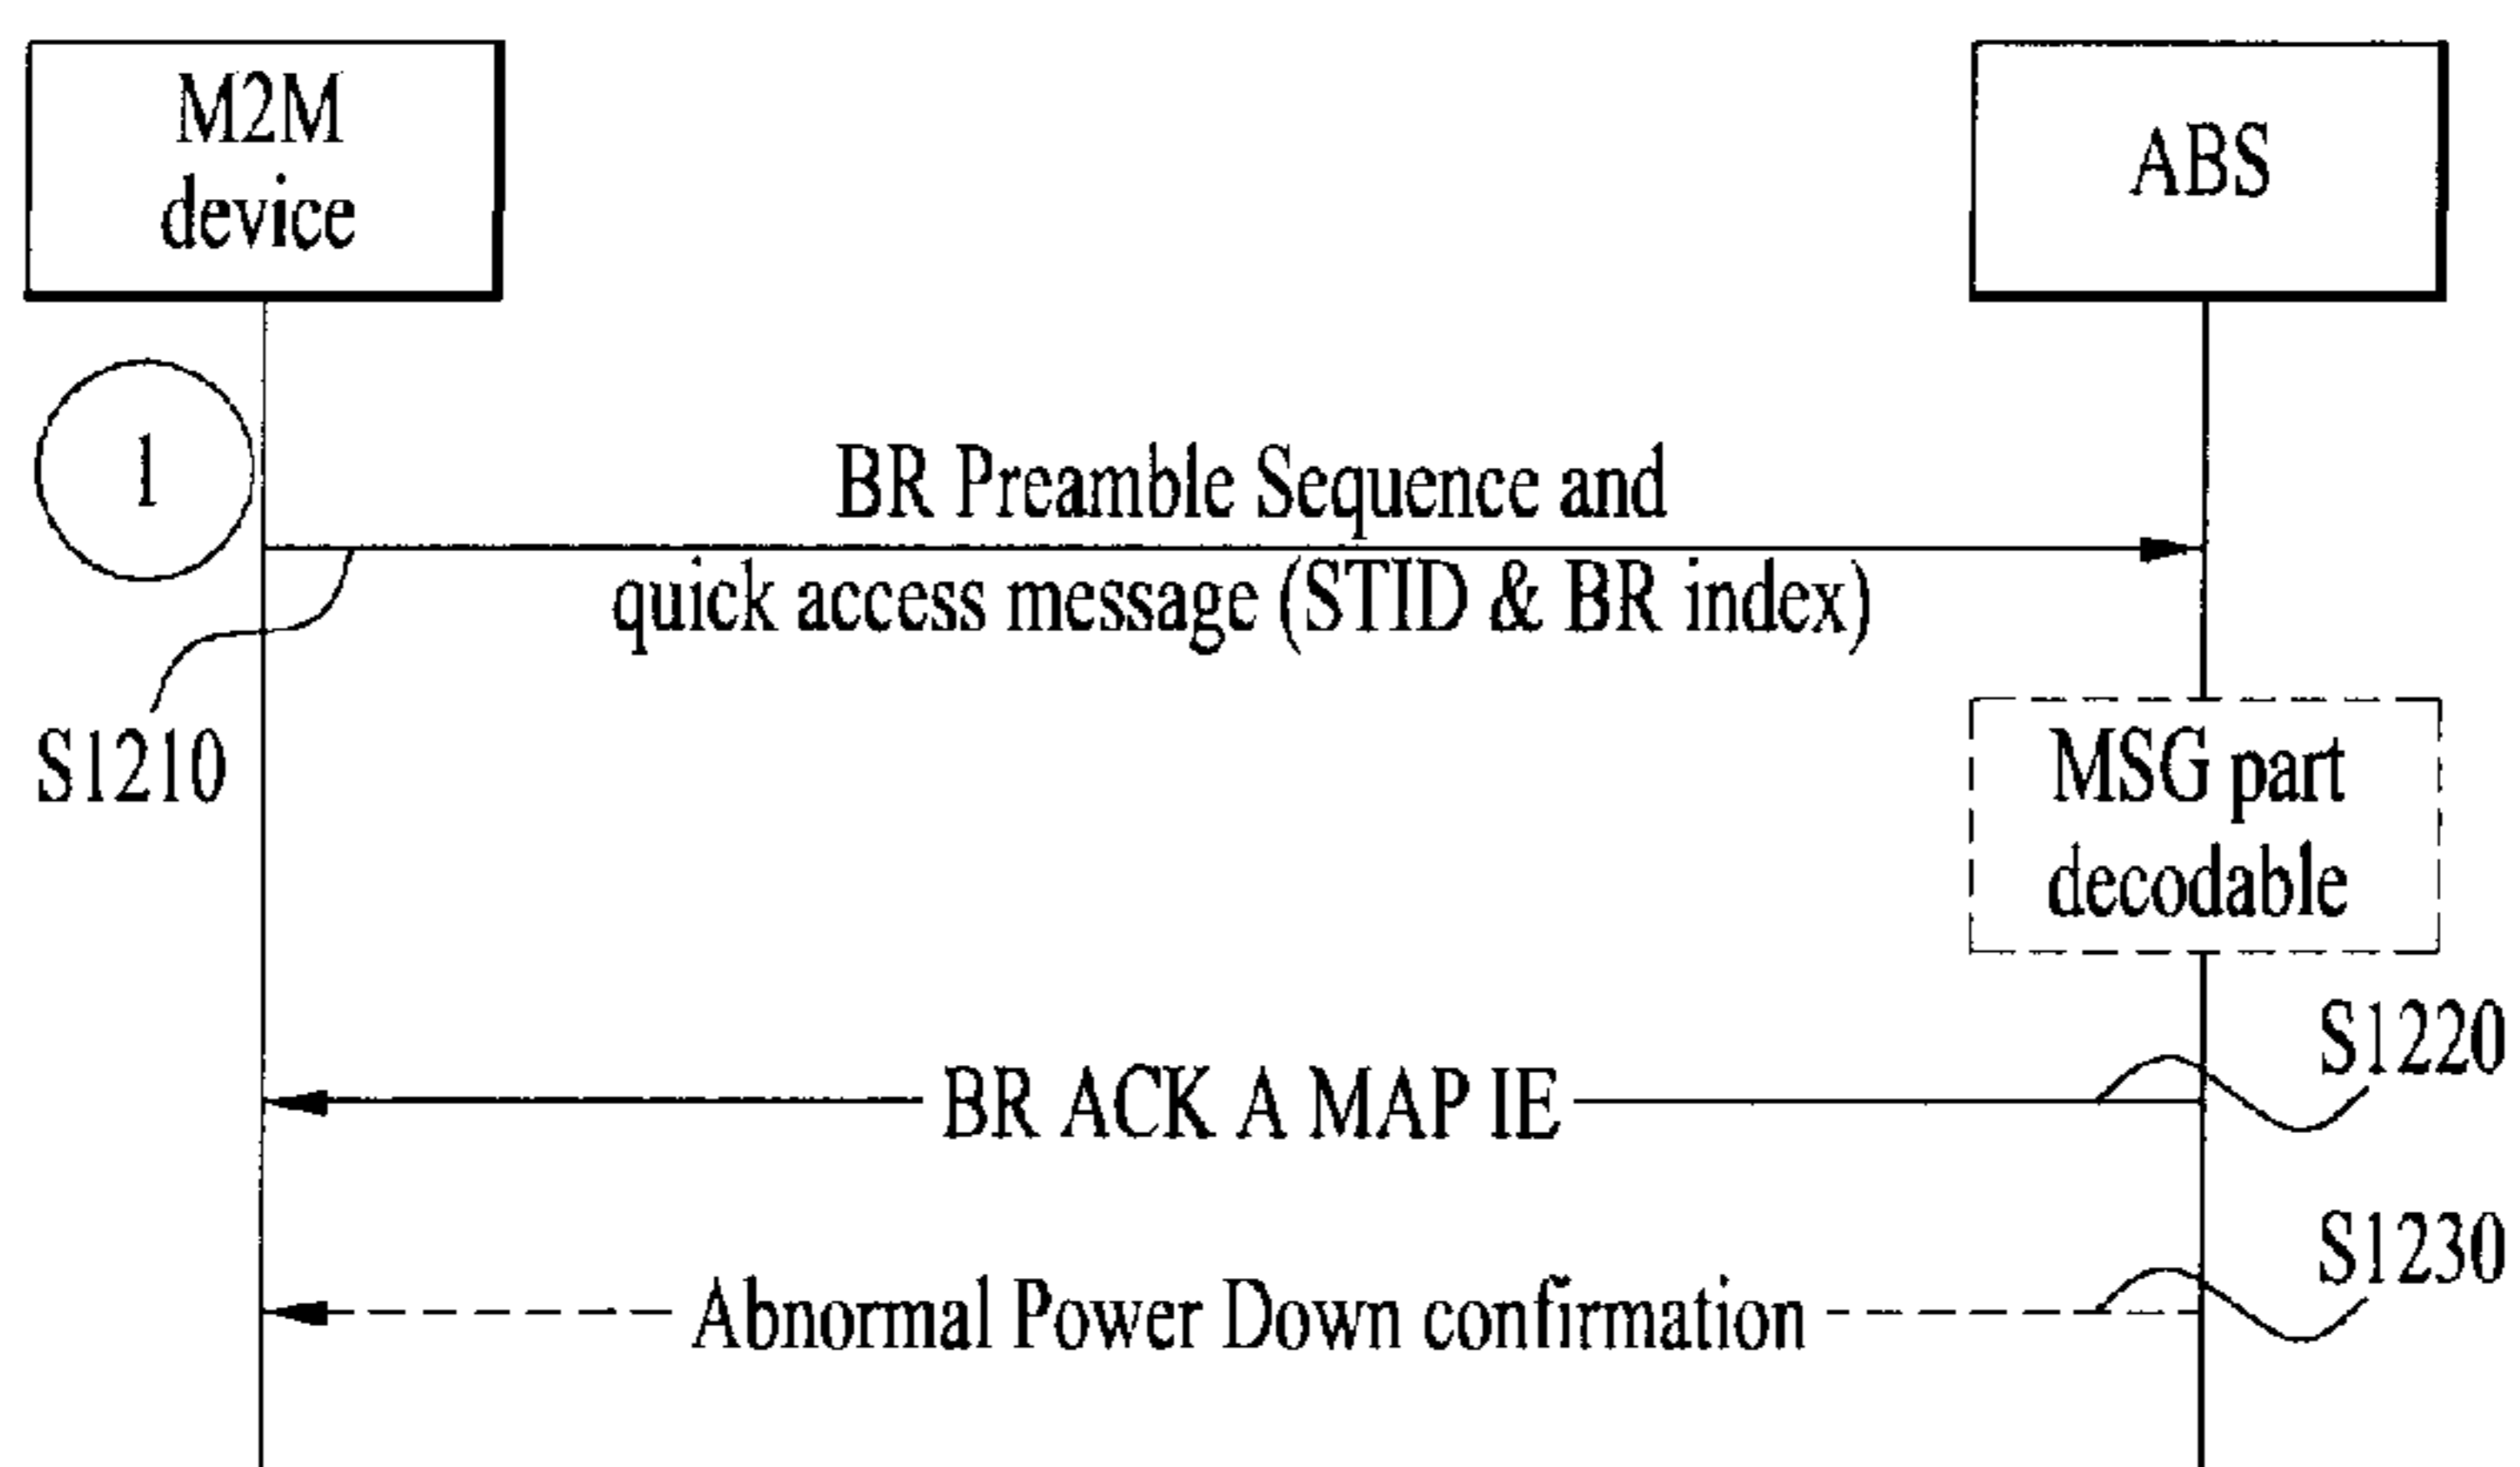 M2M
device
ABS
1
BR Preamble Sequence and
quick access message (STID & BR index)
S1210
MSG part
decodable
S1220
BR ACK A MAP IE
S1230
Abnormal Power Down confirmation